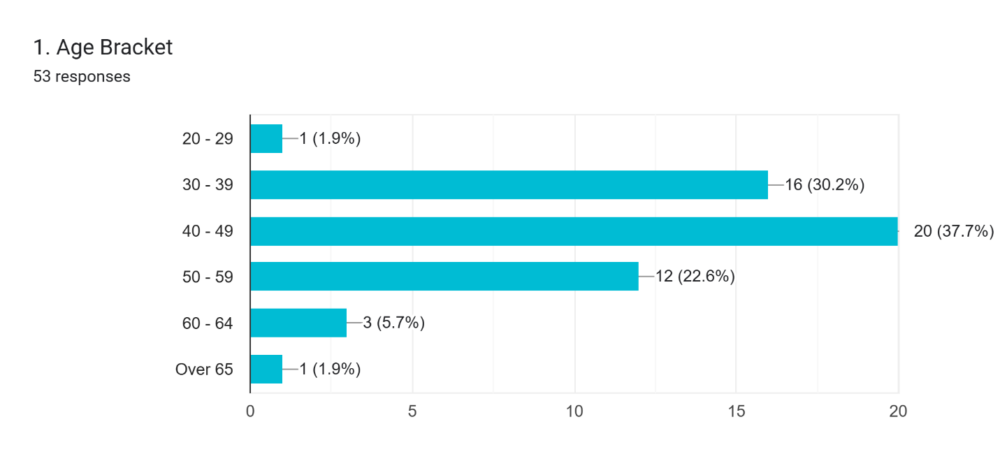 1. Age Bracket
53 responses
20 - 29
1 (1.9%)
30 - 39
16 (30.2%)
40 - 49
20 (37.7%)
50 - 59
12 (22.6%)
60 - 64
3 (5.7%)
Over 65
1 (1.9%)
0 5 10 15 20